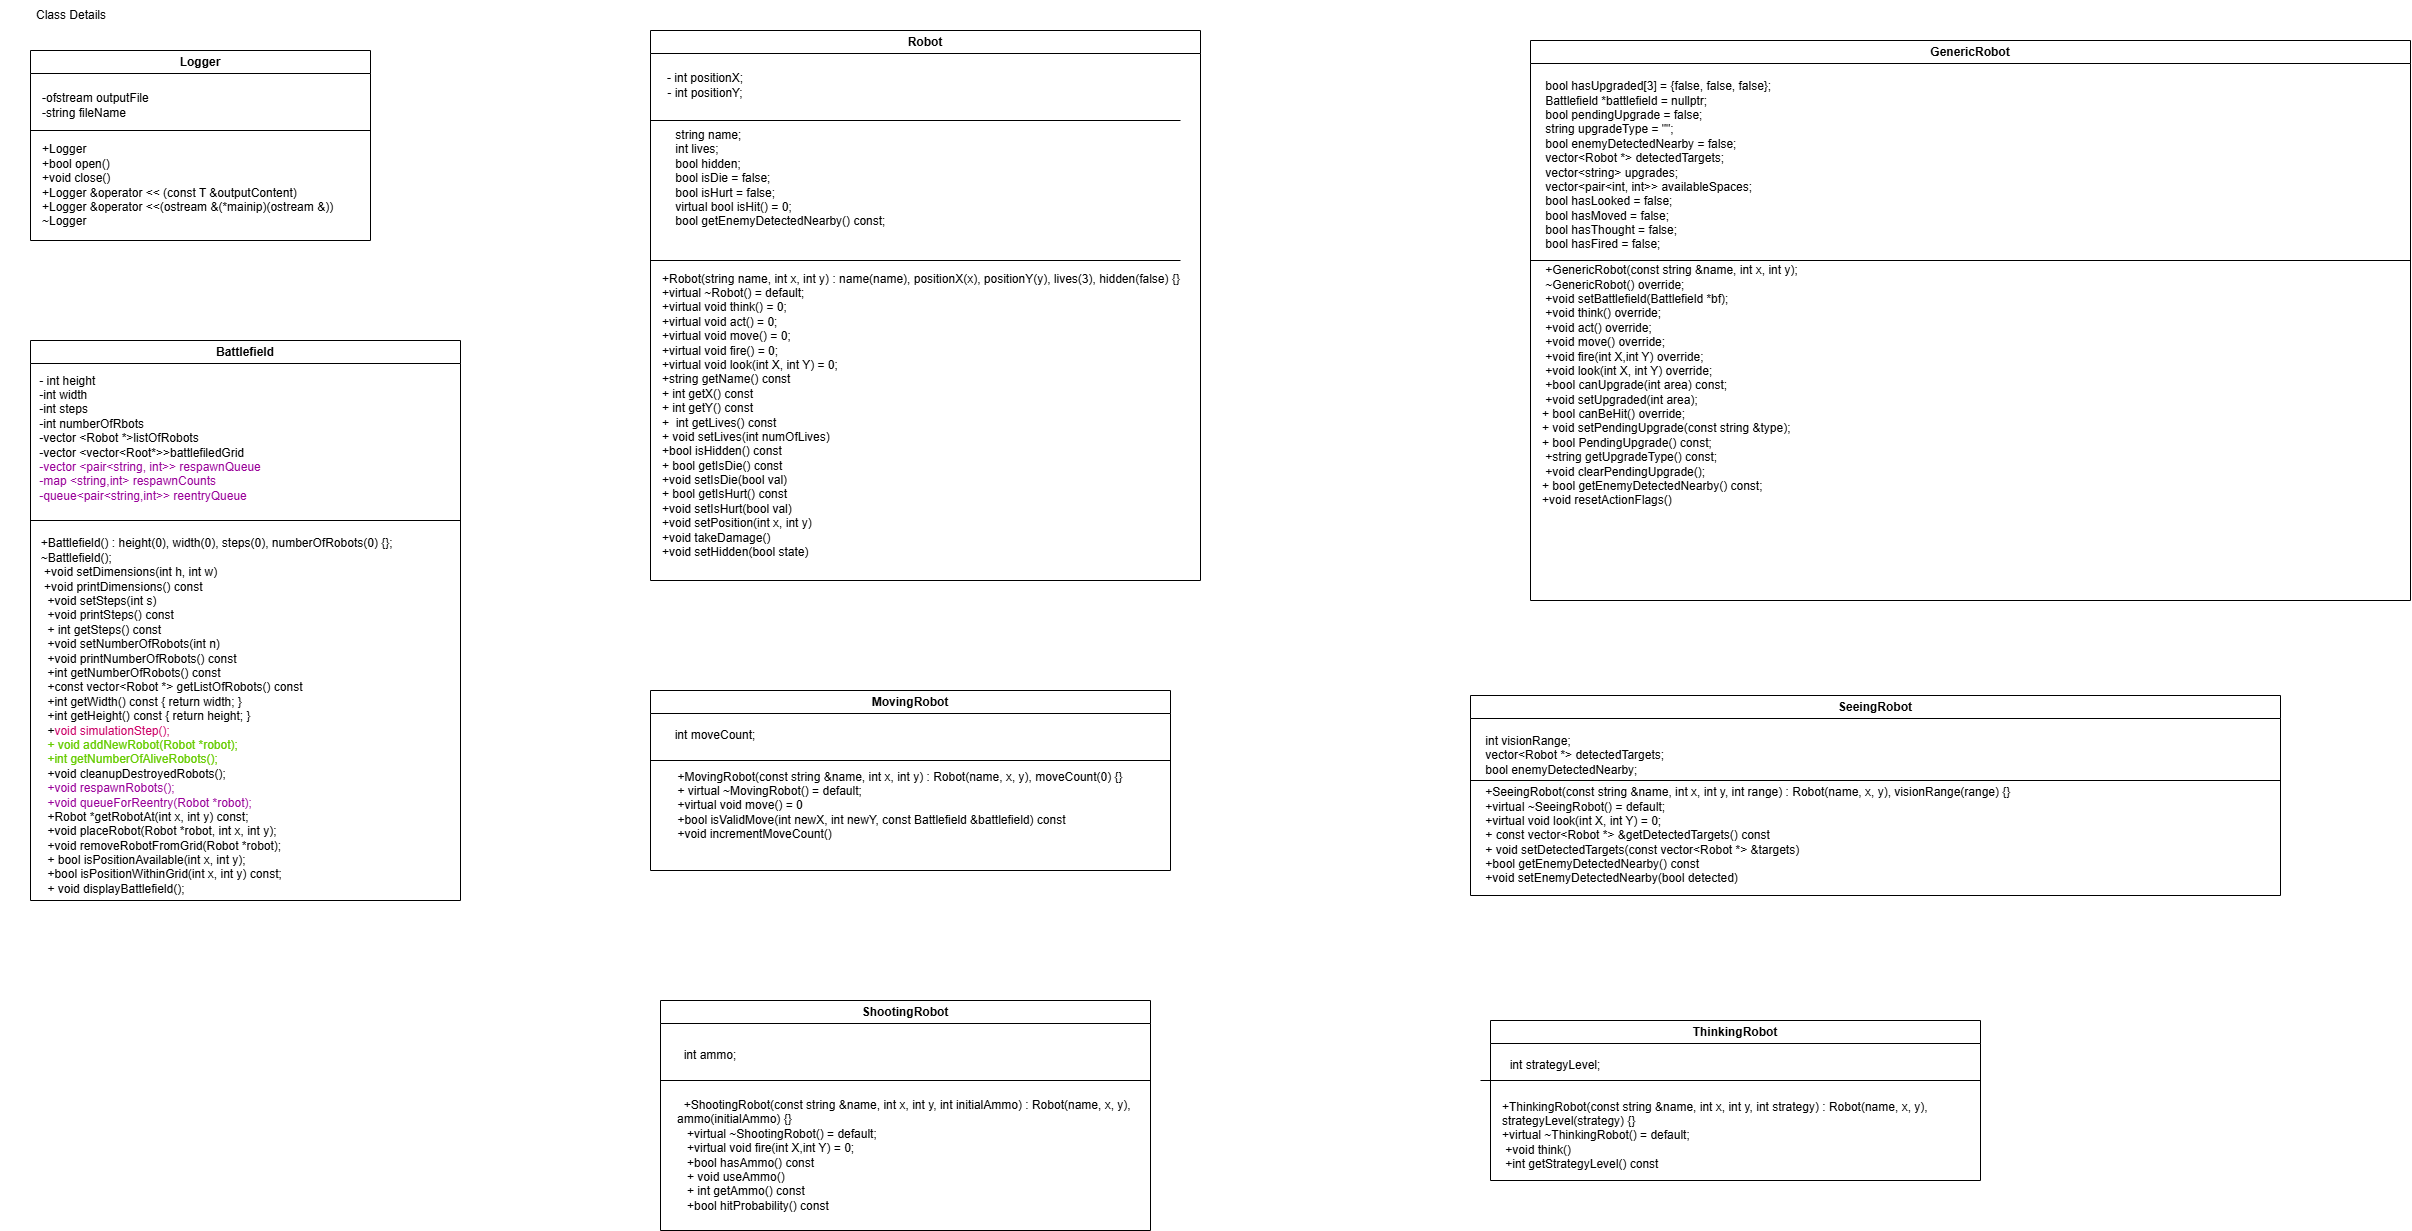 Class Details
Logger
-ofstream outputFile
-string fileName
+Logger
+bool open()
+void close()
+Logger &operator << (const T &outputContent)
+Logger &operator <<(ostream &(*mainip)(ostream &))
~Logger
Battlefield
- int height
-int width
-int steps
-int numberOfRbots
-vector <Robot *>listOfRobots
-vector <vector<Root*>>battlefiledGrid
-vector <pair<string, int>> respawnQueue
-map <string,int> respawnCounts
-queue<pair<string,int>> reentryQueue
+Battlefield() : height(0), width(0), steps(0), numberOfRobots(0) {};
~Battlefield();
+void setDimensions(int h, int w)
+void printDimensions() const
+void setSteps(int s)
+void printSteps() const
+ int getSteps() const
+void setNumberOfRobots(int n)
+void printNumberOfRobots() const
+int getNumberOfRobots() const
+const vector<Robot *> getListOfRobots() const
+int getWidth() const { return width; }
+int getHeight() const { return height; }
+void simulationStep();
+ void addNewRobot(Robot *robot);
+int getNumberOfAliveRobots();
+void cleanupDestroyedRobots();
+void respawnRobots();
+void queueForReentry(Robot *robot);
+Robot *getRobotAt(int x, int y) const;
+void placeRobot(Robot *robot, int x, int y);
+void removeRobotFromGrid(Robot *robot);
+ bool isPositionAvailable(int x, int y);
+bool isPositionWithinGrid(int x, int y) const;
+ void displayBattlefield();
Robot
- int positionX;
- int positionY;
string name;
int lives;
bool hidden;
bool isDie = false;
bool isHurt = false;
virtual bool isHit() = 0;
bool getEnemyDetectedNearby() const;
+Robot(string name, int x, int y) : name(name), positionX(x), positionY(y), lives(3), hidden(false) {}
+virtual ~Robot() = default;
+virtual void think() = 0;
+virtual void act() = 0;
+virtual void move() = 0;
+virtual void fire() = 0;
+virtual void look(int X, int Y) = 0;
+string getName() const
+ int getX() const
+ int getY() const
+  int getLives() const
+ void setLives(int numOfLives)
+bool isHidden() const
+ bool getIsDie() const
+void setIsDie(bool val)
+ bool getIsHurt() const
+void setIsHurt(bool val)
+void setPosition(int x, int y)
+void takeDamage()
+void setHidden(bool state)
MovingRobot
int moveCount;
+MovingRobot(const string &name, int x, int y) : Robot(name, x, y), moveCount(0) {}
+ virtual ~MovingRobot() = default;
+virtual void move() = 0
+bool isValidMove(int newX, int newY, const Battlefield &battlefield) const
+void incrementMoveCount()
ShootingRobot
int ammo;
+ShootingRobot(const string &name, int x, int y, int initialAmmo) : Robot(name, x, y),
ammo(initialAmmo) {}
+virtual ~ShootingRobot() = default;
+virtual void fire(int X,int Y) = 0;
+bool hasAmmo() const
+ void useAmmo()
+ int getAmmo() const
+bool hitProbability() const
GenericRobot
bool hasUpgraded[3] = {false, false, false};
Battlefield *battlefield = nullptr;
bool pendingUpgrade = false;
string upgradeType = "";
bool enemyDetectedNearby = false;
vector<Robot *> detectedTargets;
vector<string> upgrades;
vector<pair<int, int>> availableSpaces;
bool hasLooked = false;
bool hasMoved = false;
bool hasThought = false;
bool hasFired = false;
+GenericRobot(const string &name, int x, int y);
~GenericRobot() override;
+void setBattlefield(Battlefield *bf);
+void think() override;
+void act() override;
+void move() override;
+void fire(int X,int Y) override;
+void look(int X, int Y) override;
+bool canUpgrade(int area) const;
+void setUpgraded(int area);
+ bool canBeHit() override;
+ void setPendingUpgrade(const string &type);
+ bool PendingUpgrade() const;
+string getUpgradeType() const;
+void clearPendingUpgrade();
+ bool getEnemyDetectedNearby() const;
+void resetActionFlags()
SeeingRobot
int visionRange;
vector<Robot *> detectedTargets;
bool enemyDetectedNearby;
+SeeingRobot(const string &name, int x, int y, int range) : Robot(name, x, y), visionRange(range) {}
+virtual ~SeeingRobot() = default;
+virtual void look(int X, int Y) = 0;
+ const vector<Robot *> &getDetectedTargets() const
+ void setDetectedTargets(const vector<Robot *> &targets)
+bool getEnemyDetectedNearby() const
+void setEnemyDetectedNearby(bool detected)
ThinkingRobot
int strategyLevel;
+ThinkingRobot(const string &name, int x, int y, int strategy) : Robot(name, x, y),
strategyLevel(strategy) {}
+virtual ~ThinkingRobot() = default;
+void think()
+int getStrategyLevel() const